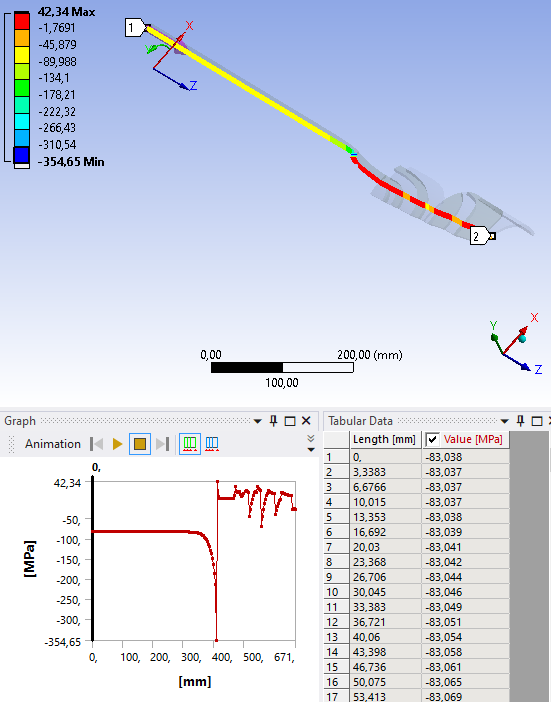 42,34 Max
-1,7691
-45,879
-89,988
-134,1
-178,21
-222,32
-266,43
-310,54
-354,65 Min
1
X
Y
Z
2
0,00
200,00 (mm)
100,00
Y
X
Z
Graph
Animation
0,
42,34
-50,
-100,
-150,
-200,
-250,
-300,
-354,65
[MPa]
0, 100, 200, 300, 400, 500, 671,
[mm]
Tabular Data
Length [mm] Value [MPa]
1 0, -83,038
2 3,3383 -83,037
3 6,6766 -83,037
4 10,015 -83,037
5 13,353 -83,038
6 16,692 -83,039
7 20,03 -83,041
8 23,368 -83,042
9 26,706 -83,044
10 30,045 -83,046
11 33,383 -83,049
12 36,721 -83,051
13 40,06 -83,054
14 43,398 -83,058
15 46,736 -83,061
16 50,075 -83,065
17 53,413 -83,069